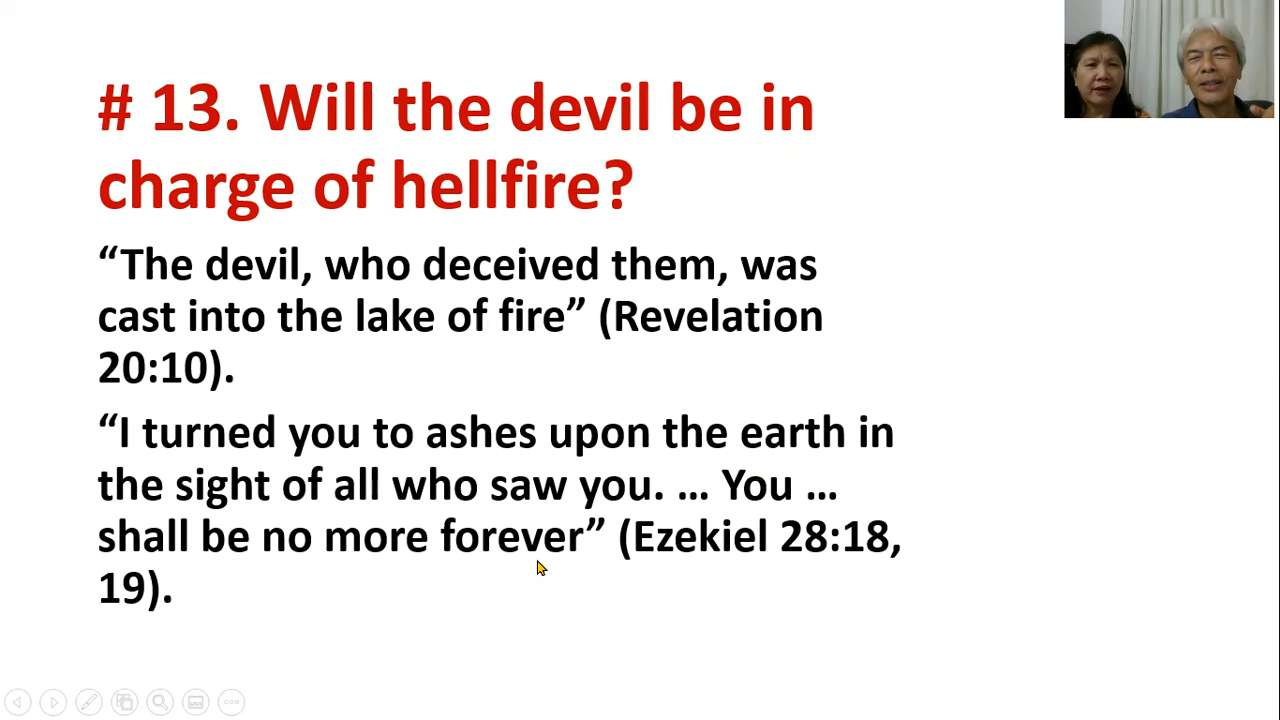 # 13. Will the devil be in
charge of hellfire?
“The devil, who deceived them, was
cast into the lake of fire” (Revelation
20:10).
“I turned you to ashes upon the earth in
the sight of all who saw you. … You …
shall be no more forever” (Ezekiel 28:18,
19).